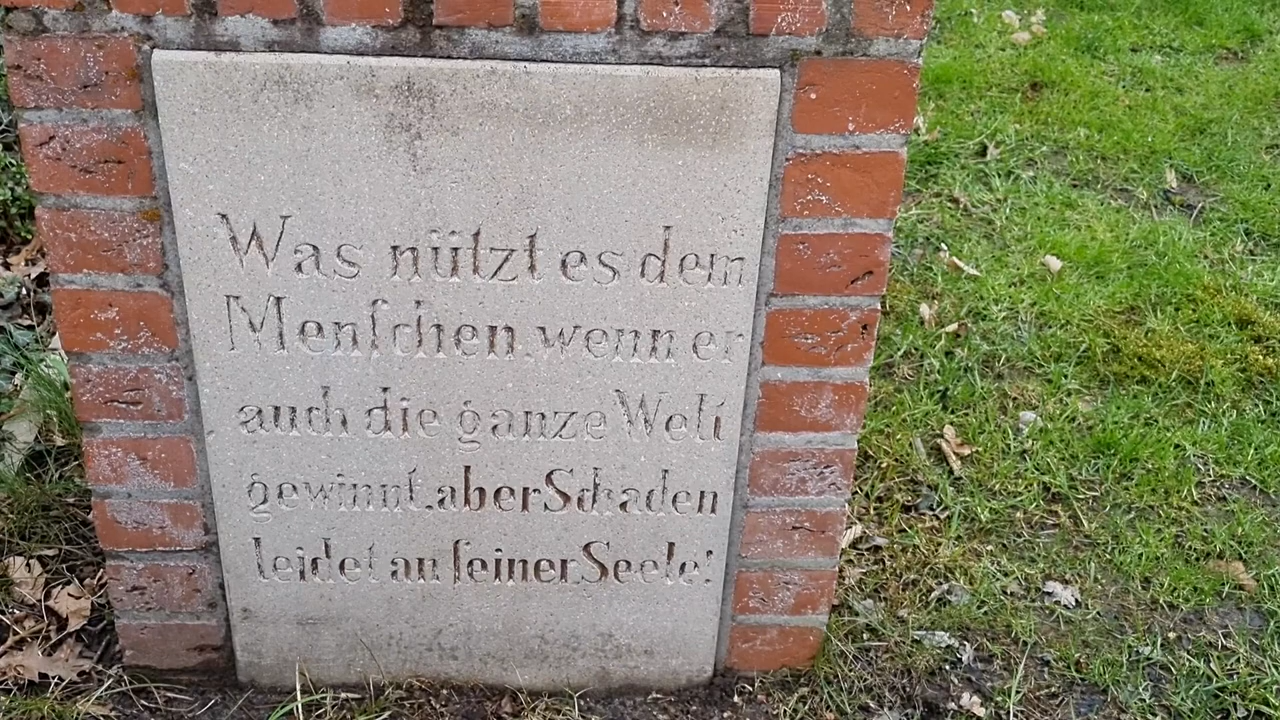 Was nützt es dem
Menſchen, wenn er
auch die ganze Welt
gewinnt, aber Schaden
leidet an ſeiner Seele!